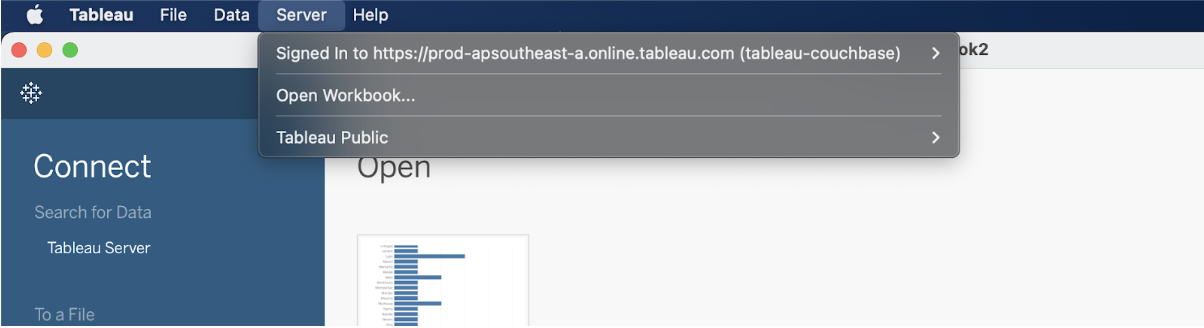 Tableau File Data Server Help
Signed In to https://prod-apsoutheast-a.online.tableau.com (tableau-couchbase)
ok2
Open Workbook...
Tableau Public
Connect
Open
Search for Data
Tableau Server
To a File